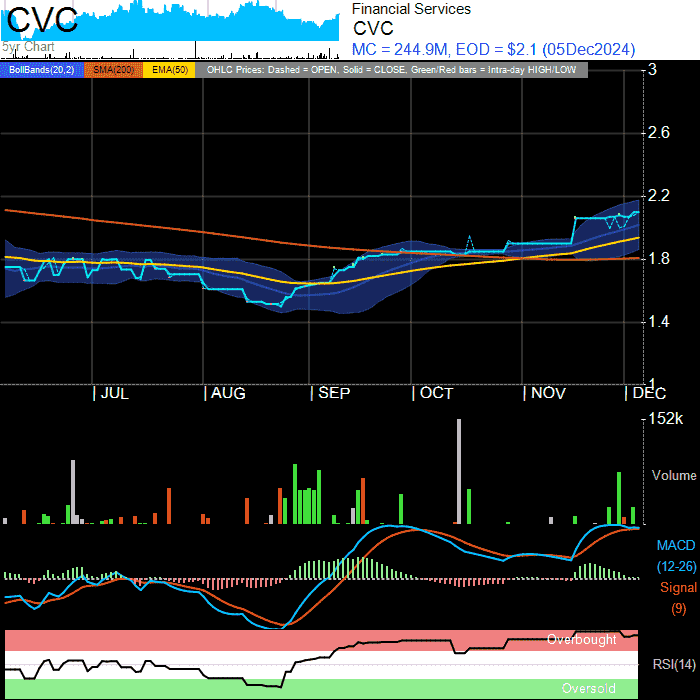 CVC
5yr Chart
Financial Services
CVC
MC = 244.9M, EOD = $2.1 (05Dec2024)
BollBands(20,2) SMA(200) EMA(50) OHLC Prices: Dashed = OPEN, Solid = CLOSE, Green/Red bars = Intra-day HIGH/LOW
3
2.6
2.2
1.8
1.4
1
JUL AUG SEP OCT NOV DEC
152k
Volume
MACD
(12-26)
Signal
(9)
Overbought
RSI(14)
Oversold